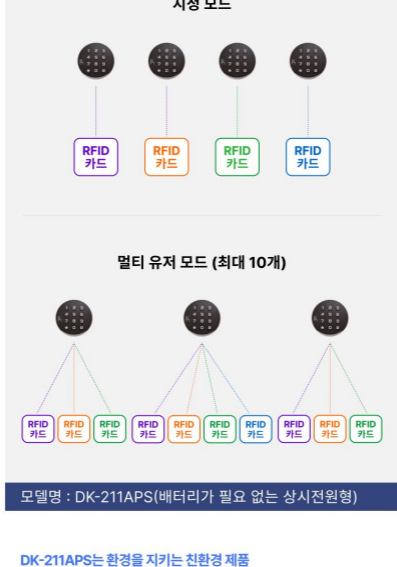 지정 모드
RFID 카드 RFID 카드 RFID 카드 RFID 카드
멀티 유저 모드 (최대 10개)
RFID 카드 RFID 카드 RFID 카드 RFID 카드 RFID 카드 RFID 카드 RFID 카드 RFID 카드 RFID 카드 RFID 카드
모델명 : DK-211APS(배터리가 필요 없는 상시전원형)
DK-211APS는 환경을 지키는 친환경 제품